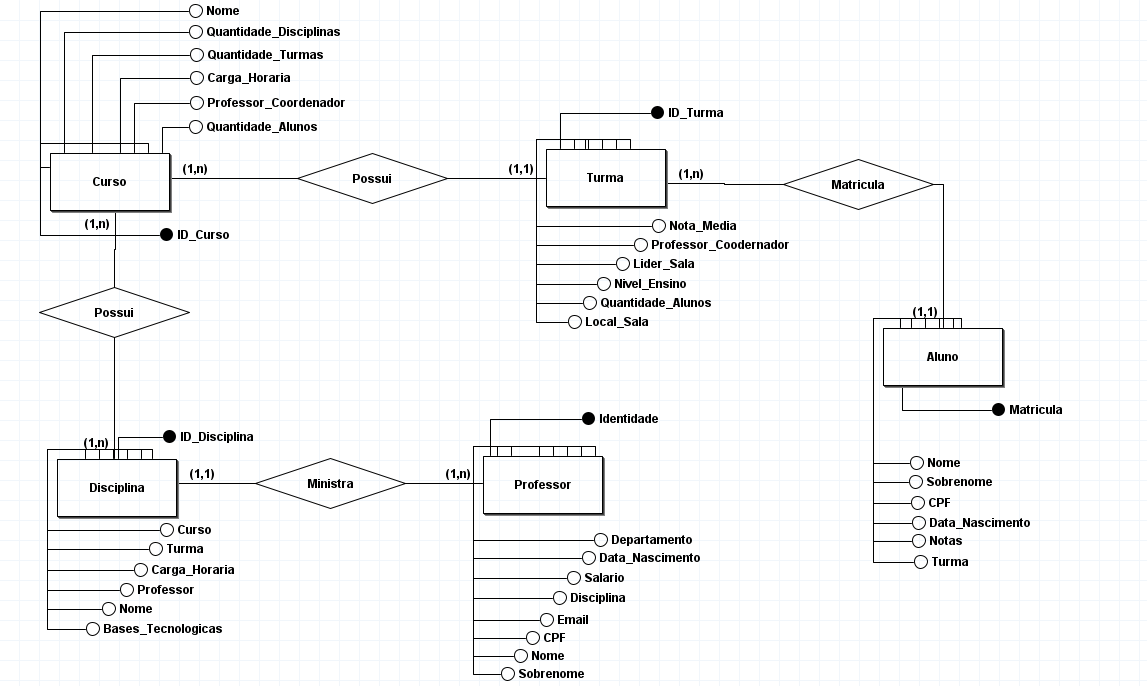 Nome
Quantidade_Disciplinas
Quantidade_Turmas
Carga_Horaria
Professor_Coordenador
Quantidade_Alunos
Curso
(1,n)
Possui
(1,1)
ID_Turma
Turma
(1,n)
Matricula
(1,n)
ID_Curso
Nota_Media
Professor_Coodernador
Lider_Sala
Nivel_Ensino
Quantidade_Alunos
Local_Sala
Possui
(1,1)
Aluno
Matricula
Nome
Sobrenome
CPF
Data_Nascimento
Notas
Turma
(1,n)
ID_Disciplina
Disciplina
(1,1)
Ministra
(1,n)
Identidade
Professor
Curso
Turma
Carga_Horaria
Professor
Nome
Bases_Tecnologicas
Departamento
Data_Nascimento
Salario
Disciplina
Email
CPF
Nome
Sobrenome